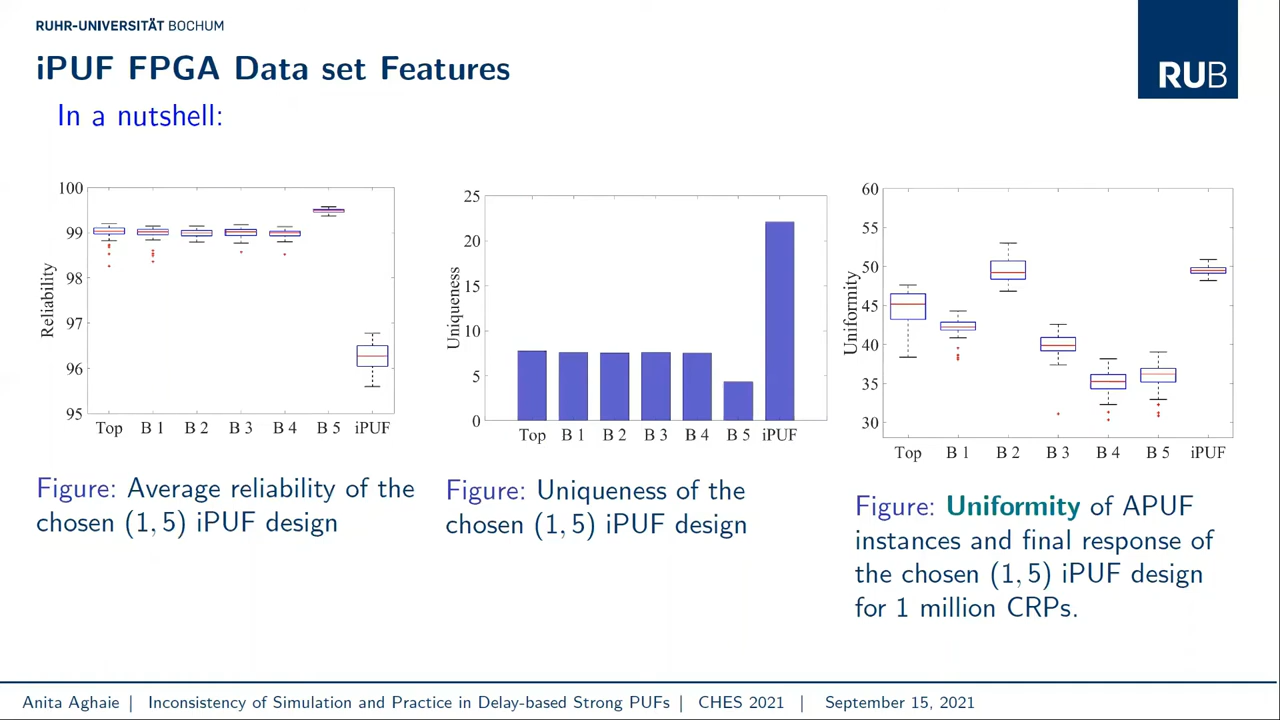 RUHR-UNIVERSITÄT BOCHUM
iPUF FPGA Data set Features
RUB
In a nutshell:
100
99
98
97
96
95
Reliability
Top B 1 B 2 B 3 B 4 B 5 iPUF
Figure: Average reliability of the
chosen (1, 5) iPUF design
25
20
15
10
5
0
Uniqueness
Top B 1 B 2 B 3 B 4 B 5 iPUF
Figure: Uniqueness of the
chosen (1, 5) iPUF design
60
55
50
45
40
35
30
Uniformity
Top B 1 B 2 B 3 B 4 B 5 iPUF
Figure: Uniformity of APUF
instances and final response of
the chosen (1, 5) iPUF design
for 1 million CRPs.
Anita Aghaie | Inconsistency of Simulation and Practice in Delay-based Strong PUFs | CHES 2021 | September 15, 2021